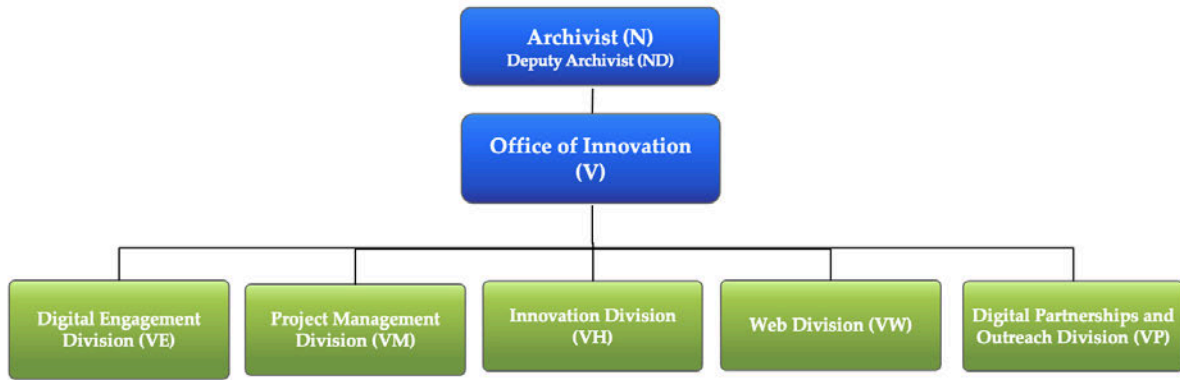 Archivist (N)
Deputy Archivist (ND)
Office of Innovation
(V)
Digital Engagement
Division (VE)
Project Management
Division (VM)
Innovation Division
(VH)
Web Division (VW)
Digital Partnerships and
Outreach Division (VP)